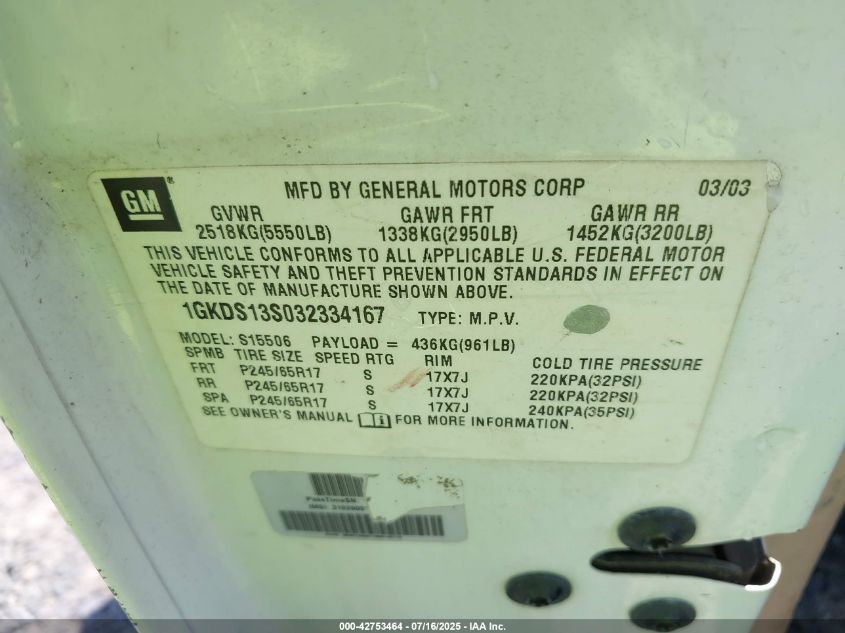 GM ® MFD BY GENERAL MOTORS CORP 03/03
GVWR GAWR FRT GAWR RR
2518KG(5550LB) 1338KG(2950LB) 1452KG(3200LB)
THIS VEHICLE CONFORMS TO ALL APPLICABLE U.S. FEDERAL MOTOR
VEHICLE SAFETY AND THEFT PREVENTION STANDARDS IN EFFECT ON
THE DATE OF MANUFACTURE SHOWN ABOVE.
1GKDS13S032334167 TYPE: M.P.V.
MODEL: S15506 PAYLOAD = 436KG(961LB)
SPMB TIRE SIZE SPEED RTG RIM COLD TIRE PRESSURE
FRT P245/65R17 S 17X7J 220KPA(32PSI)
RR P245/65R17 S 17X7J 220KPA(32PSI)
SPA P245/65R17 S 17X7J 240KPA(35PSI)
SEE OWNER'S MANUAL FOR MORE INFORMATION.
000-42753464 - 07/16/2025 - IAA Inc.